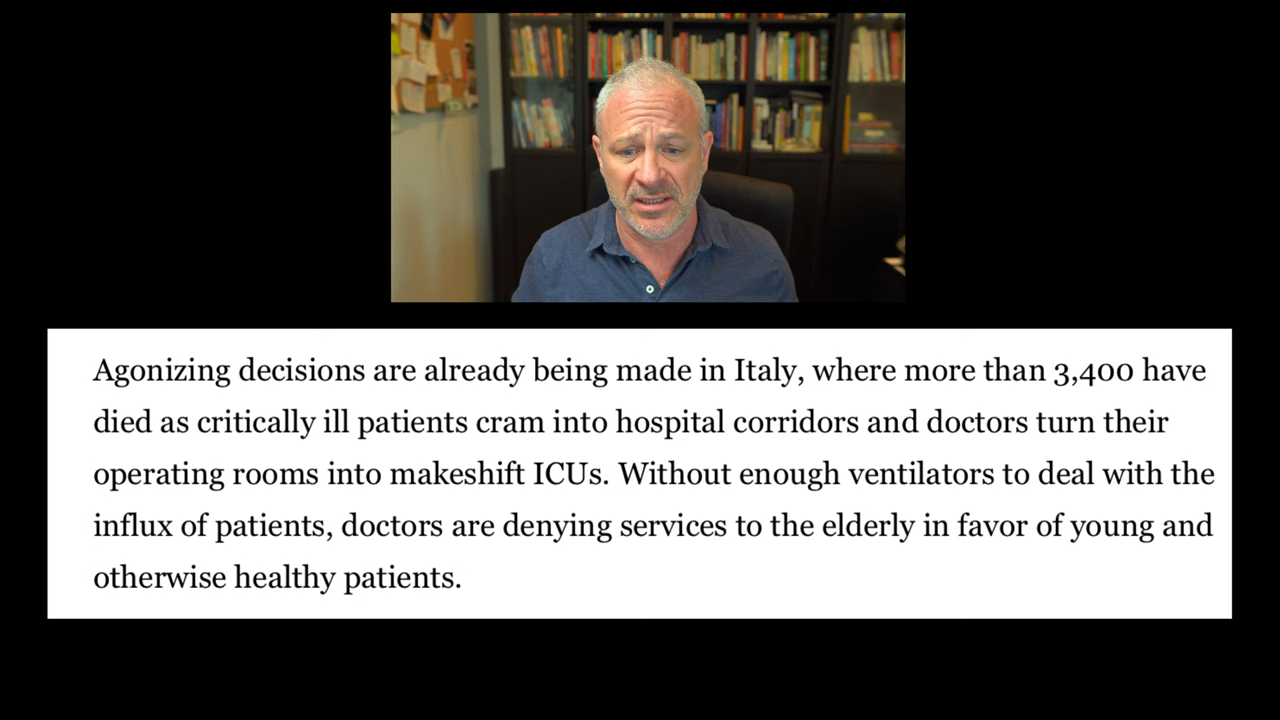 Agonizing decisions are already being made in Italy, where more than 3,400 have
died as critically ill patients cram into hospital corridors and doctors turn their
operating rooms into makeshift ICUs. Without enough ventilators to deal with the
influx of patients, doctors are denying services to the elderly in favor of young and
otherwise healthy patients.